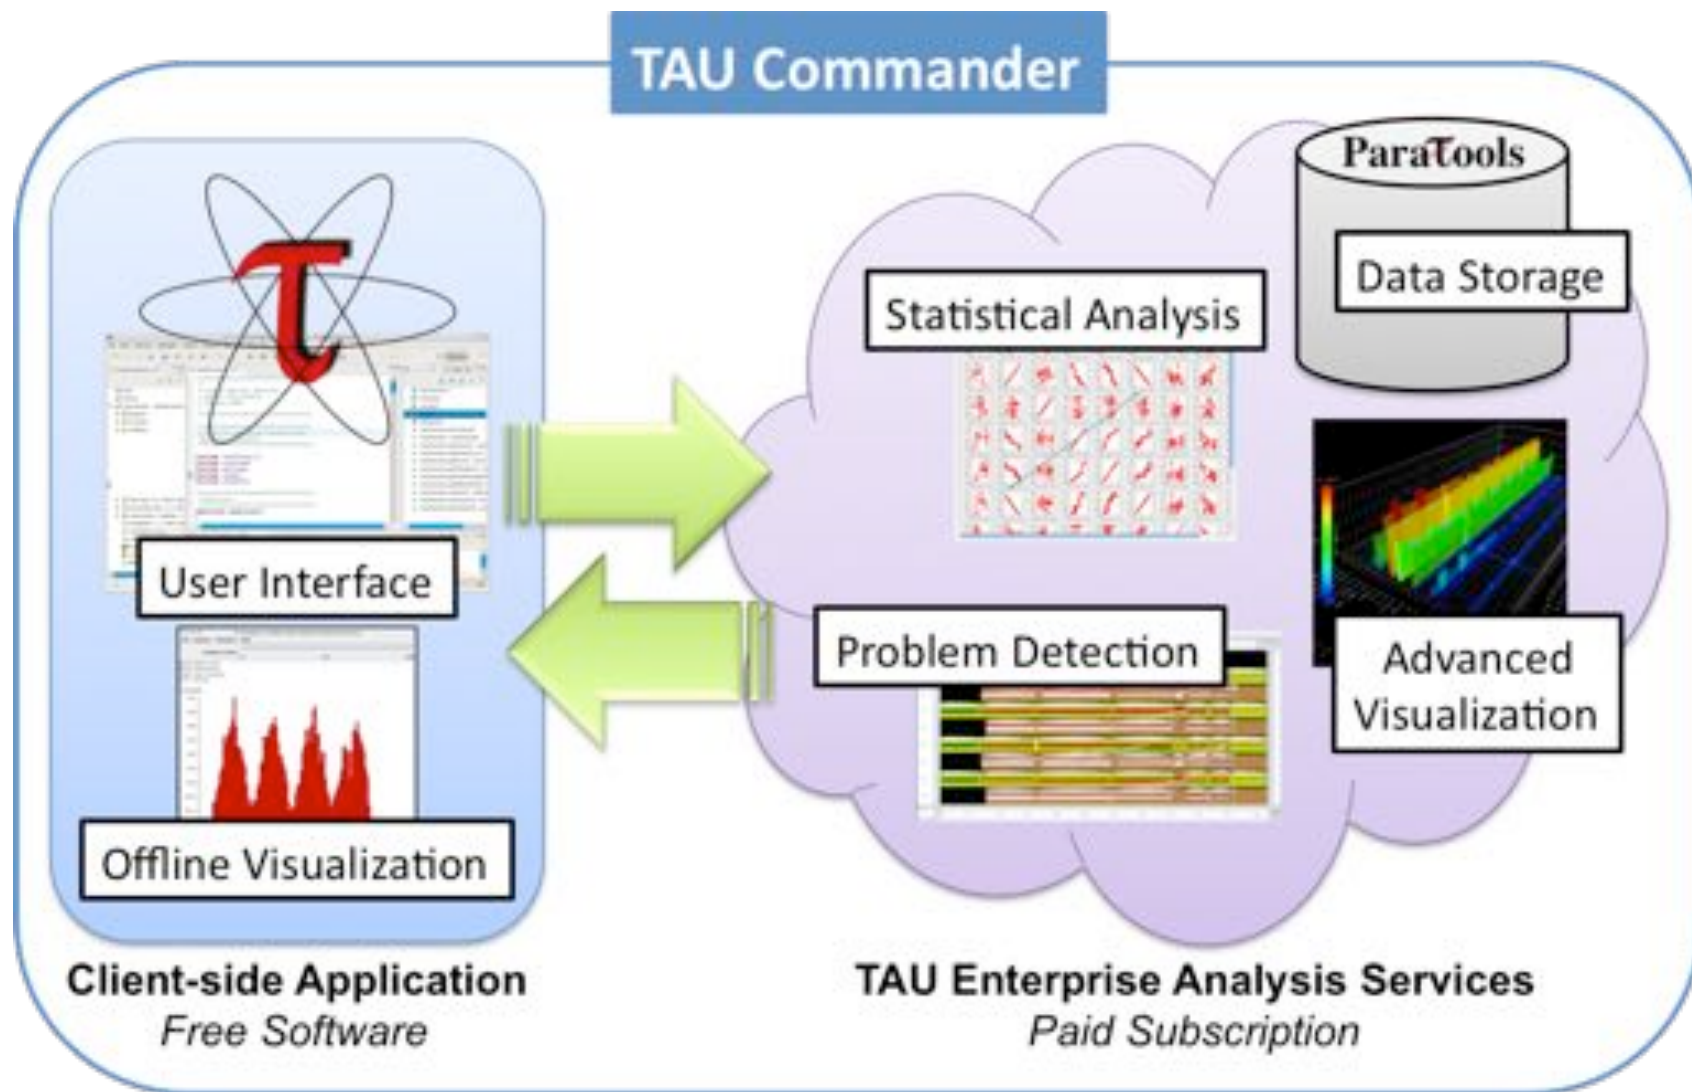 TAU Commander
τ
User Interface
Offline Visualization
Client-side Application
Free Software
ParaTools
Data Storage
Statistical Analysis
Problem Detection
Advanced
Visualization
TAU Enterprise Analysis Services
Paid Subscription